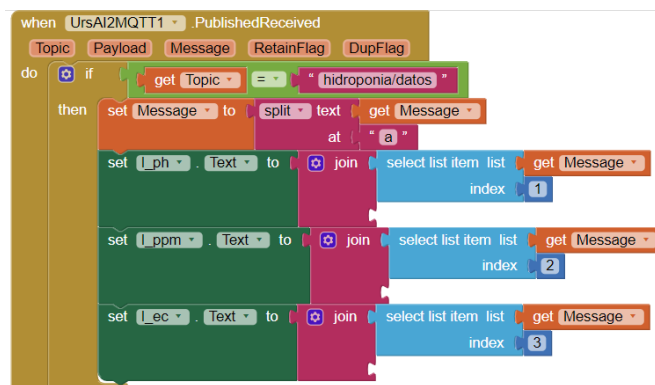 when UrsAI2MQTT1 .PublishedReceived
Topic Payload Message RetainFlag DupFlag
do if get Topic = " hidroponia/datos "
then set Message to split text get Message
at " a "
set l_ph . Text to join select list item list get Message
index 1
set l_ppm . Text to join select list item list get Message
index 2
set l_ec . Text to join select list item list get Message
index 3